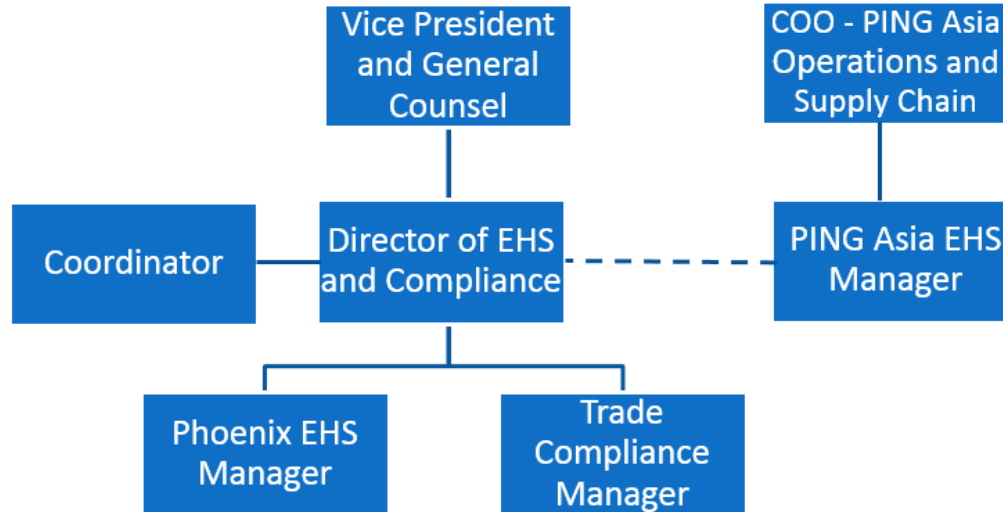 Vice President
and General
Counsel
COO - PING Asia
Operations and
Supply Chain
Coordinator
Director of EHS
and Compliance
PING Asia EHS
Manager
Phoenix EHS
Manager
Trade
Compliance
Manager